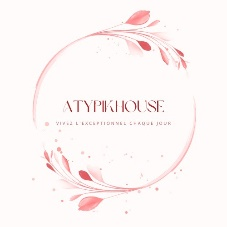 ATYPIKHOUSE
VIVEZ L'EXCEPTIONNEL CHAQUE JOUR